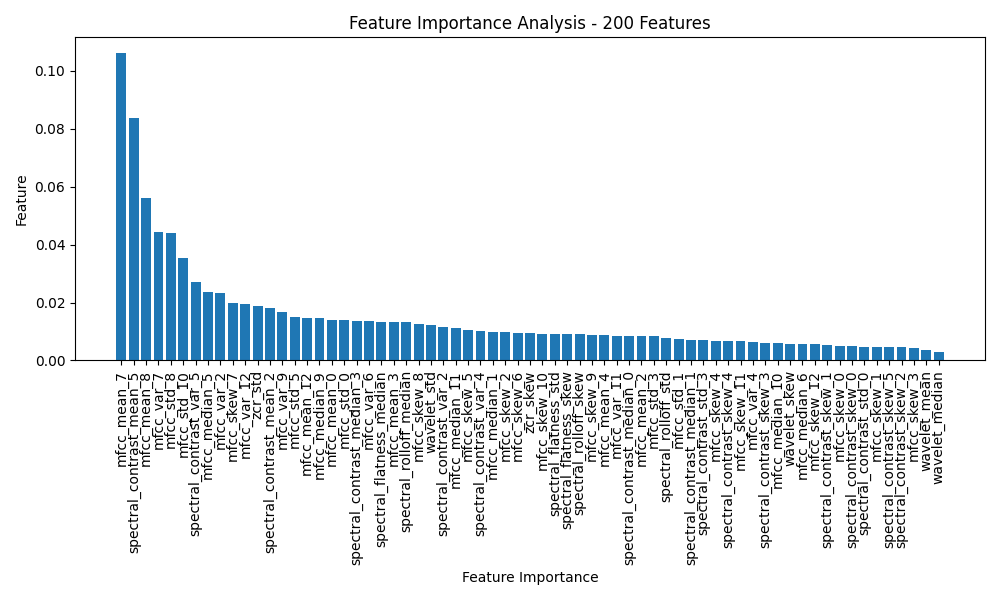 Feature Importance Analysis - 200 Features
Feature
0.10
0.08
0.06
0.04
0.02
0.00
mfcc_mean_7
spectral_contrast_mean_5
mfcc_mean_8
mfcc_var_7
mfcc_std_8
mfcc_std_10
spectral_contrast_var_5
mfcc_median_5
mfcc_var_2
mfcc_skew_7
mfcc_var_12
zcr_std
spectral_contrast_mean_2
mfcc_var_9
mfcc_std_5
mfcc_mean_12
mfcc_median_9
mfcc_mean_0
mfcc_std_0
spectral_contrast_median_3
mfcc_var_6
spectral_flatness_median
mfcc_mean_1
spectral_rolloff_median
mfcc_skew_8
wavelet_std
spectral_contrast_var_2
mfcc_median_11
mfcc_skew_5
spectral_contrast_var_4
mfcc_median_1
mfcc_skew_2
mfcc_skew_6
zcr_skew
mfcc_skew_10
spectral_flatness_std
spectral_flatness_skew
spectral_rolloff_skew
mfcc_skew_9
mfcc_mean_4
mfcc_var_11
spectral_contrast_median_0
mfcc_mean_2
mfcc_std_3
spectral_rolloff_std
mfcc_std_1
spectral_contrast_median_1
spectral_contrast_std_3
mfcc_skew_4
spectral_contrast_skew_4
mfcc_skew_11
mfcc_var_4
spectral_contrast_skew_3
mfcc_median_10
wavelet_skew
mfcc_median_6
mfcc_skew_12
spectral_contrast_skew_1
mfcc_skew_0
spectral_contrast_skew_0
spectral_contrast_std_0
mfcc_skew_1
spectral_contrast_skew_5
spectral_contrast_skew_2
mfcc_skew_3
wavelet_mean
wavelet_median
Feature Importance